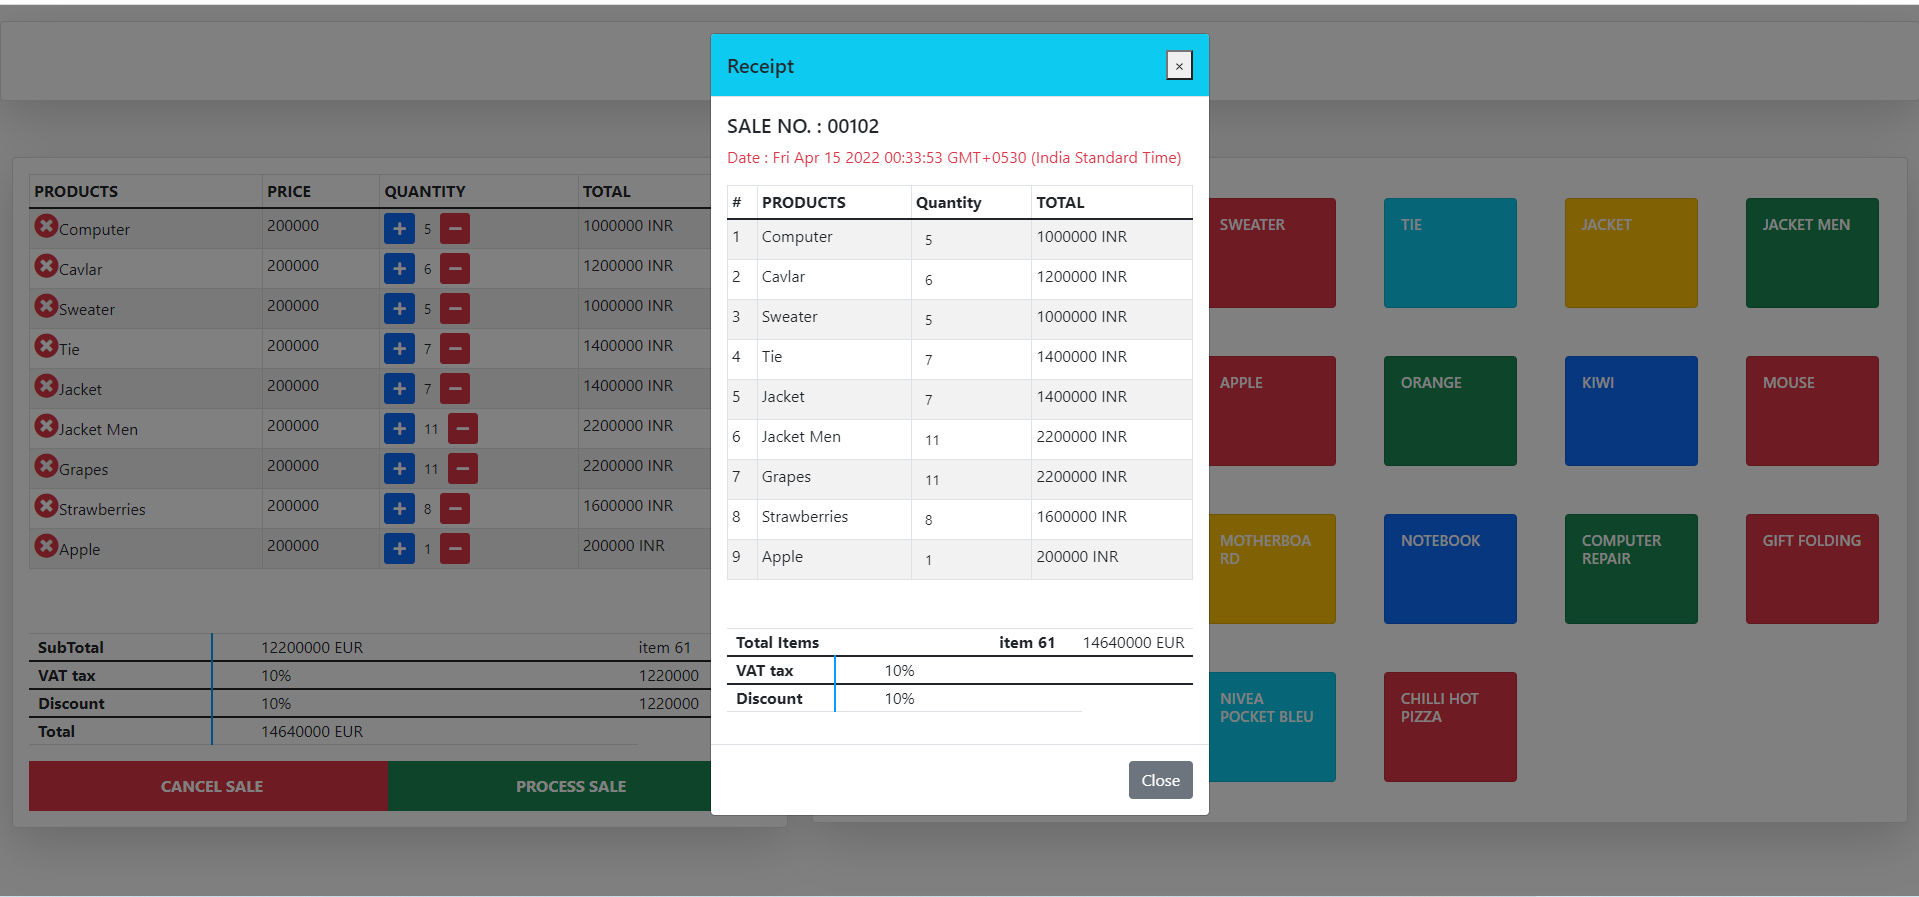 Receipt
×
SALE NO. : 00102
Date : Fri Apr 15 2022 00:33:53 GMT+0530 (India Standard Time)
# PRODUCTS Quantity TOTAL
1 Computer 5 1000000 INR
2 Cavlar 6 1200000 INR
3 Sweater 5 1000000 INR
4 Tie 7 1400000 INR
5 Jacket 7 1400000 INR
6 Jacket Men 11 2200000 INR
7 Grapes 11 2200000 INR
8 Strawberries 8 1600000 INR
9 Apple 1 200000 INR
Total Items item 61 14640000 EUR
VAT tax 10%
Discount 10%
Close
PRODUCTS PRICE QUANTITY TOTAL
Computer 200000 + 5 − 1000000 INR
Cavlar 200000 + 6 − 1200000 INR
Sweater 200000 + 5 − 1000000 INR
Tie 200000 + 7 − 1400000 INR
Jacket 200000 + 7 − 1400000 INR
Jacket Men 200000 + 11 − 2200000 INR
Grapes 200000 + 11 − 2200000 INR
Strawberries 200000 + 8 − 1600000 INR
Apple 200000 + 1 − 200000 INR
SubTotal 12200000 EUR item 61
VAT tax 10% 1220000
Discount 10% 1220000
Total 14640000 EUR
CANCEL SALE PROCESS SALE
SWEATER TIE JACKET JACKET MEN
APPLE ORANGE KIWI MOUSE
MOTHERBOA
RD
NOTEBOOK
COMPUTER
REPAIR
GIFT FOLDING
NIVEA
POCKET BLEU
CHILLI HOT
PIZZA